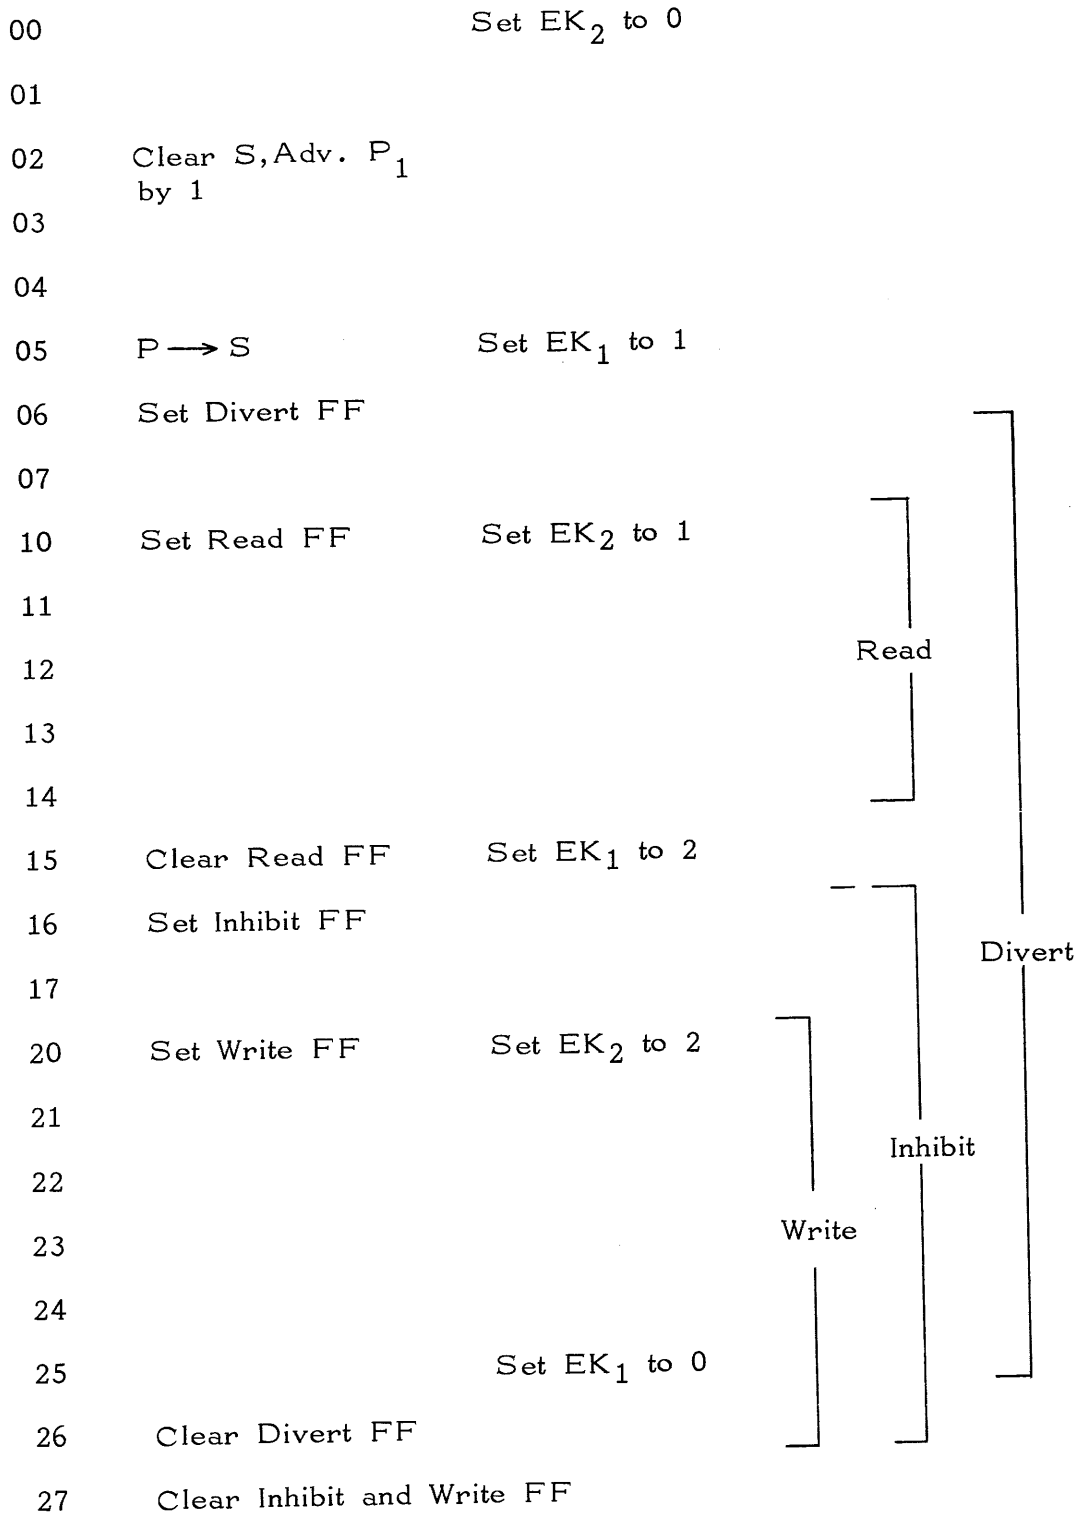 00 Set EK2 to 0
01
02 Clear S, Adv. P1
by 1
03
04
05 P → S Set EK1 to 1
06 Set Divert FF
07
10 Set Read FF Set EK2 to 1
11
Read
12
13
14
15 Clear Read FF Set EK1 to 2
16 Set Inhibit FF
Divert
17
20 Set Write FF Set EK2 to 2
21
Inhibit
22
Write
23
24
25 Set EK1 to 0
26 Clear Divert FF
27 Clear Inhibit and Write FF